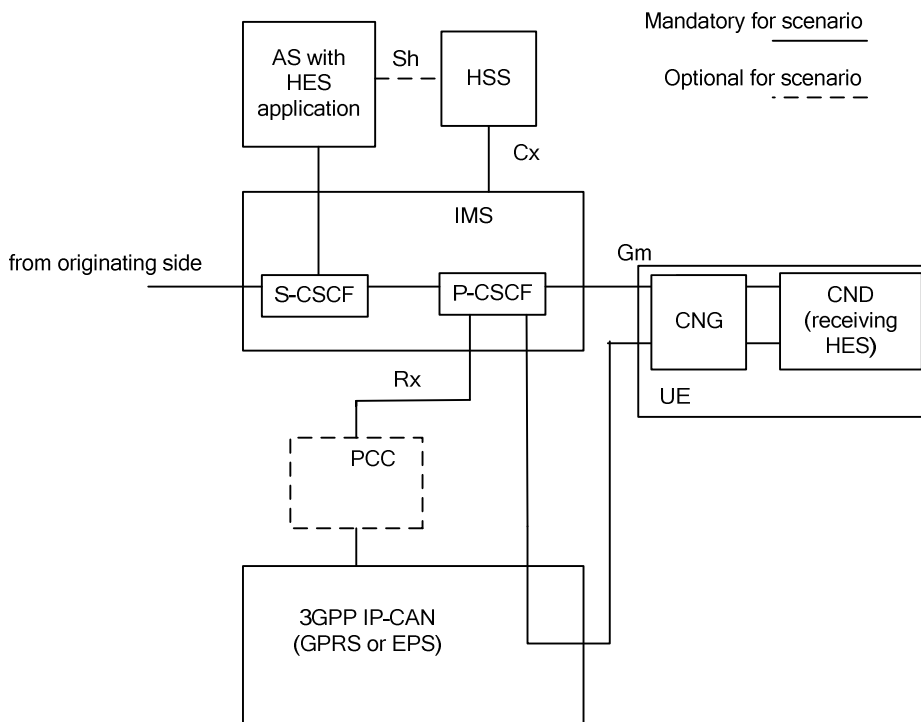 Mandatory for scenario
Optional for scenario
AS with
HES
application
Sh
HSS
Cx
IMS
from originating side
S-CSCF
P-CSCF
Gm
CNG
CND
(receiving
HES)
UE
Rx
PCC
3GPP IP-CAN
(GPRS or EPS)